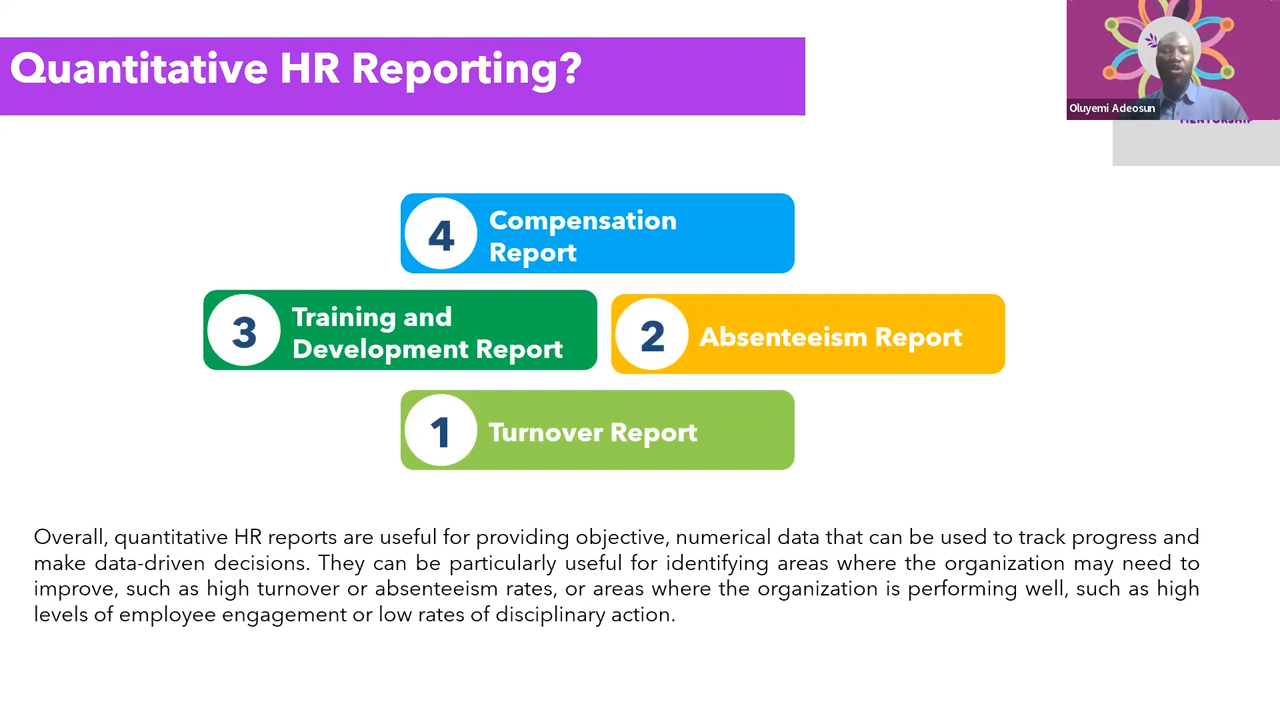 Quantitative HR Reporting?
Oluyemi Adeosun
MENTORSHIP
4
Compensation
Report
3
Training and
Development Report
2
Absenteeism Report
1
Turnover Report
Overall, quantitative HR reports are useful for providing objective, numerical data that can be used to track progress and
make data-driven decisions. They can be particularly useful for identifying areas where the organization may need to
improve, such as high turnover or absenteeism rates, or areas where the organization is performing well, such as high
levels of employee engagement or low rates of disciplinary action.